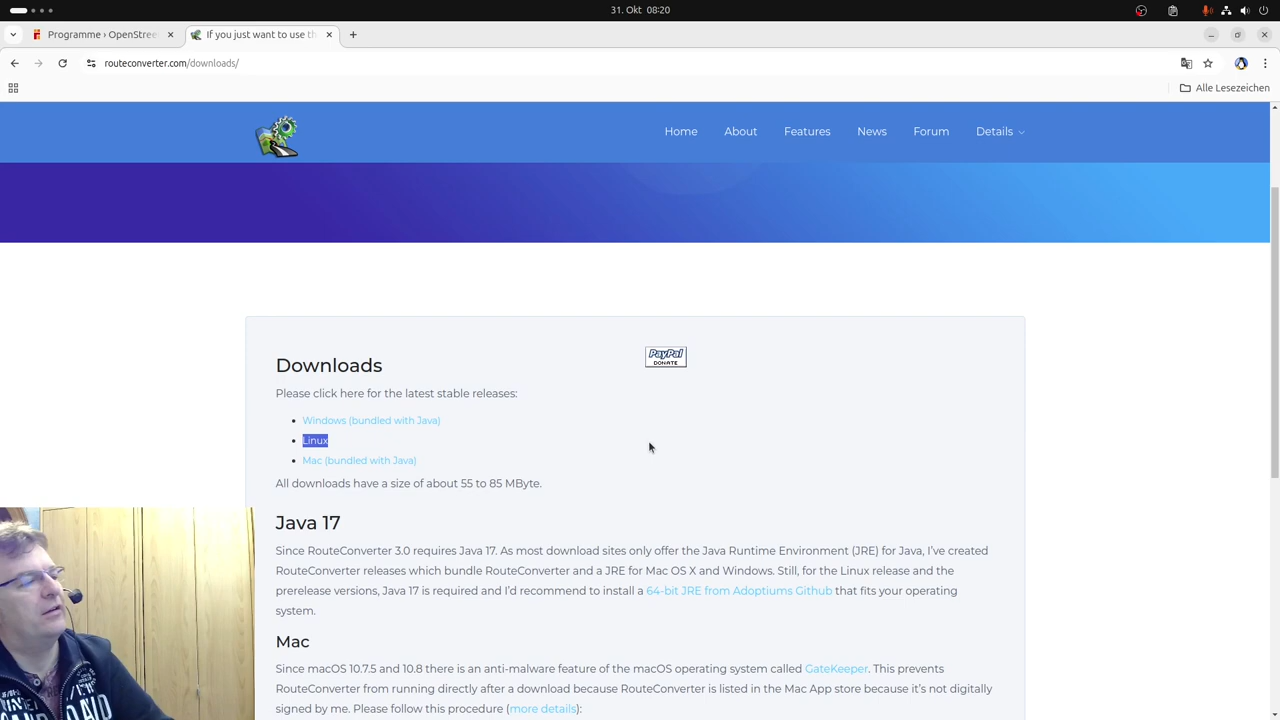 31. Okt 08:20
Programme › OpenStree
If you just want to use th
routeconverter.com/downloads/
Alle Lesezeichen
Home About Features News Forum Details
Downloads
PayPal
DONATE
Please click here for the latest stable releases:
Windows (bundled with Java)
Linux
Mac (bundled with Java)
All downloads have a size of about 55 to 85 MByte.
Java 17
Since RouteConverter 3.0 requires Java 17. As most download sites only offer the Java Runtime Environment (JRE) for Java, I’ve created
RouteConverter releases which bundle RouteConverter and a JRE for Mac OS X and Windows. Still, for the Linux release and the
prerelease versions, Java 17 is required and I’d recommend to install a 64-bit JRE from Adoptiums Github that fits your operating
system.
Mac
Since macOS 10.7.5 and 10.8 there is an anti-malware feature of the macOS operating system called GateKeeper. This prevents
RouteConverter from running directly after a download because RouteConverter is listed in the Mac App store because it’s not digitally
signed by me. Please follow this procedure (more details):